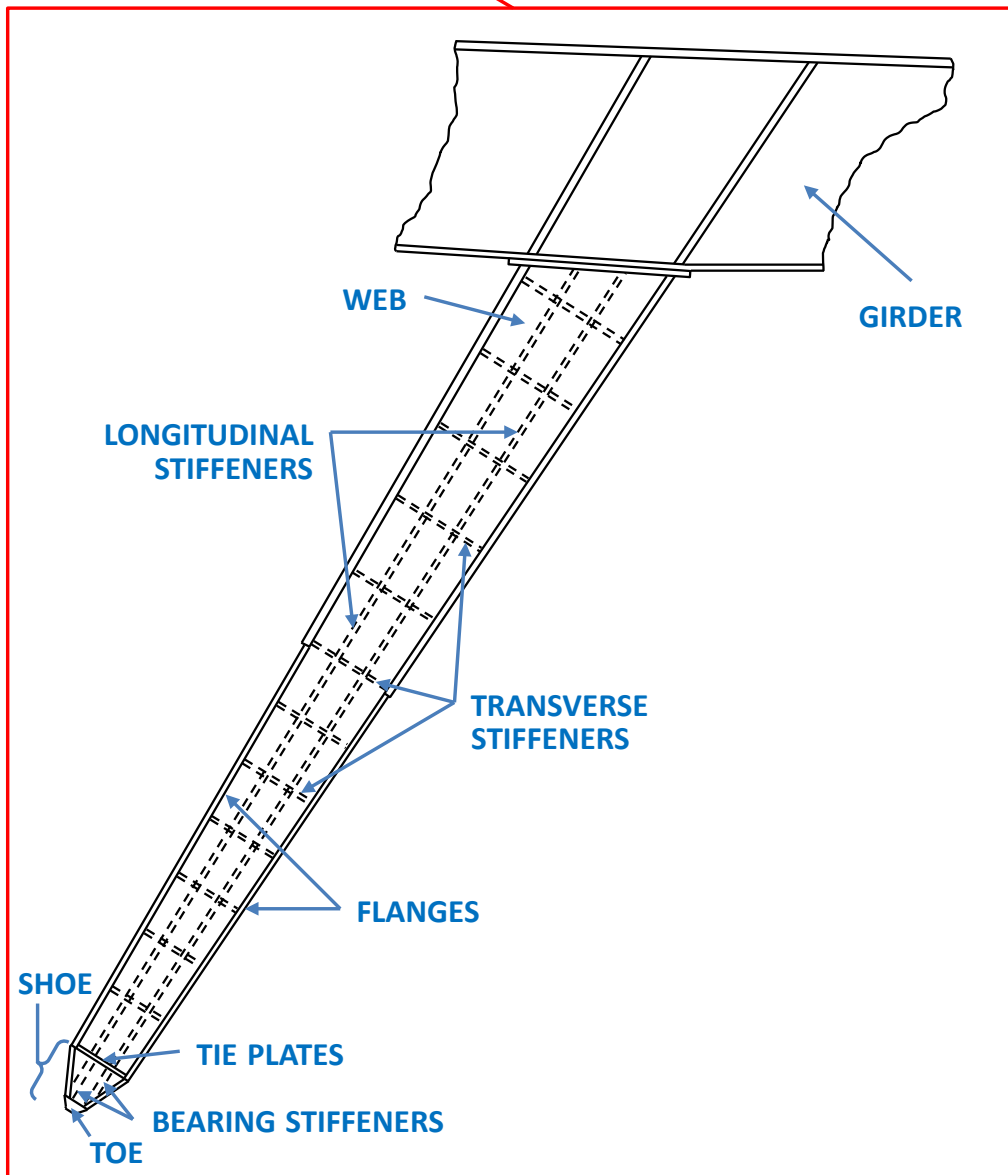 WEB
GIRDER
LONGITUDINAL
STIFFENERS
TRANSVERSE
STIFFENERS
FLANGES
SHOE
TIE PLATES
BEARING STIFFENERS
TOE